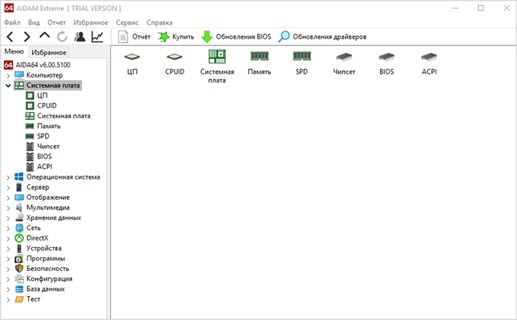 64 AIDA64 Extreme [ TRIAL VERSION ]
Файл Вид Отчёт Избранное Сервис Справка
Отчёт Купить Обновления BIOS Обновления драйверов
Меню Избранное
64 AIDA64 v6.00.5100
Компьютер
Системная плата
ЦП
CPUID
Системная плата
Память
SPD
Чипсет
BIOS
ACPI
Операционная система
Сервер
Отображение
Мультимедиа
Хранение данных
Сеть
DirectX
Устройства
Программы
Безопасность
Конфигурация
База данных
Тест
ЦП CPUID Системная плата Память SPD Чипсет BIOS ACPI